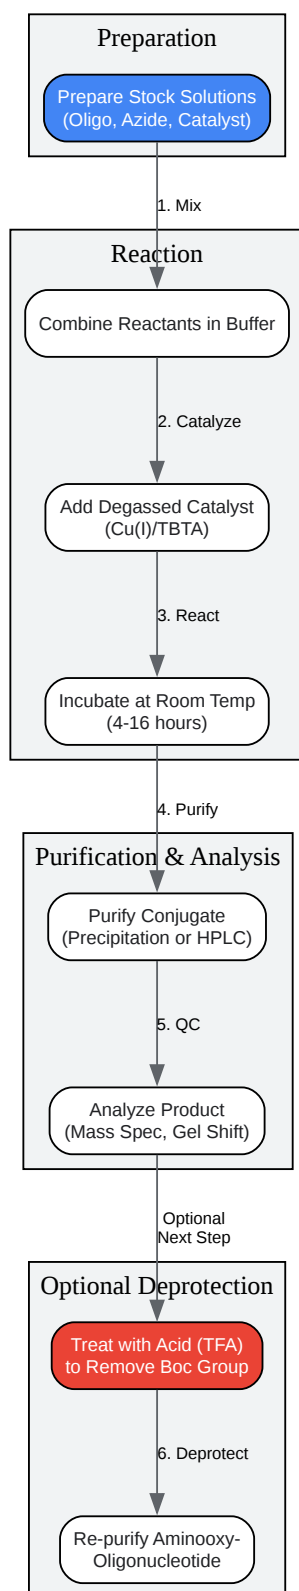 Preparation
Prepare Stock Solutions
(Oligo, Azide, Catalyst)
1. Mix
Reaction
Combine Reactants in Buffer
2. Catalyze
Add Degassed Catalyst
(Cu(I)/TBTA)
3. React
Incubate at Room Temp
(4-16 hours)
4. Purify
Purification & Analysis
Purify Conjugate
(Precipitation or HPLC)
5. QC
Analyze Product
(Mass Spec, Gel Shift)
Optional
Next Step
Optional Deprotection
Treat with Acid (TFA)
to Remove Boc Group
6. Deprotect
Re-purify Aminooxy-
Oligonucleotide